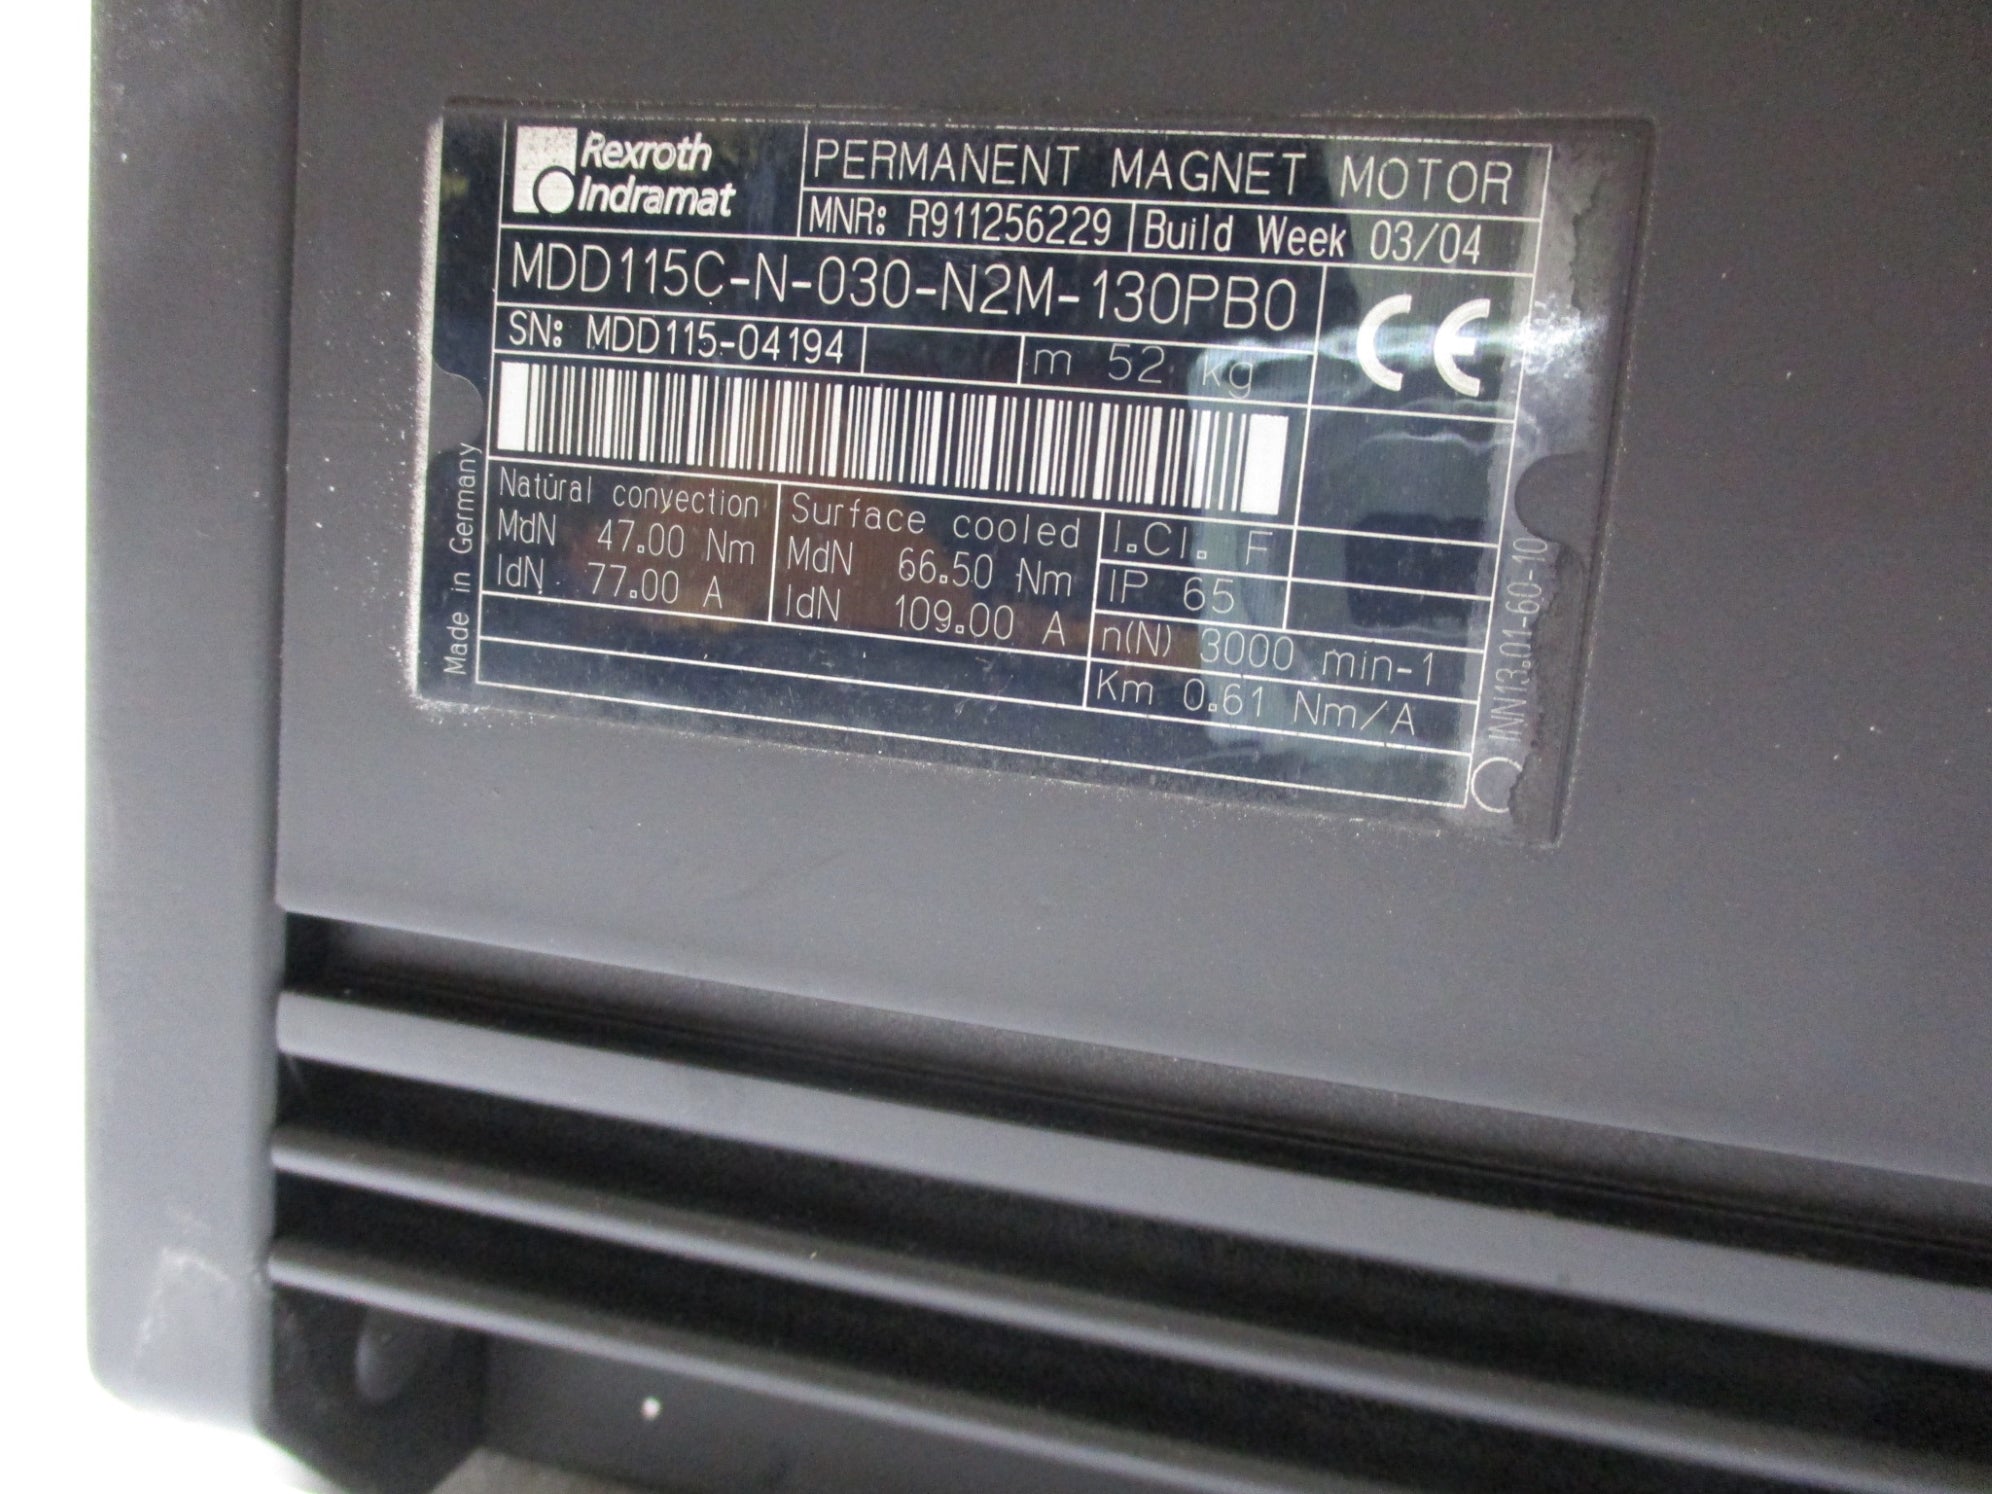 Rexroth
Indramat
PERMANENT MAGNET MOTOR
MNR: R911256229 Build Week 03/04
MDD115C-N-030-N2M-130PB0
SN: MDD115-04194 m 52 kg
CE
Natural convection
MdN 47.00 Nm
IdN 77.00 A
Surface cooled
MdN 66.50 Nm
IdN 109.00 A
I.Cl. F
IP 65
n(N) 3000 min-1
Km 0.61 Nm/A
Made in Germany
INN13.01-60-10